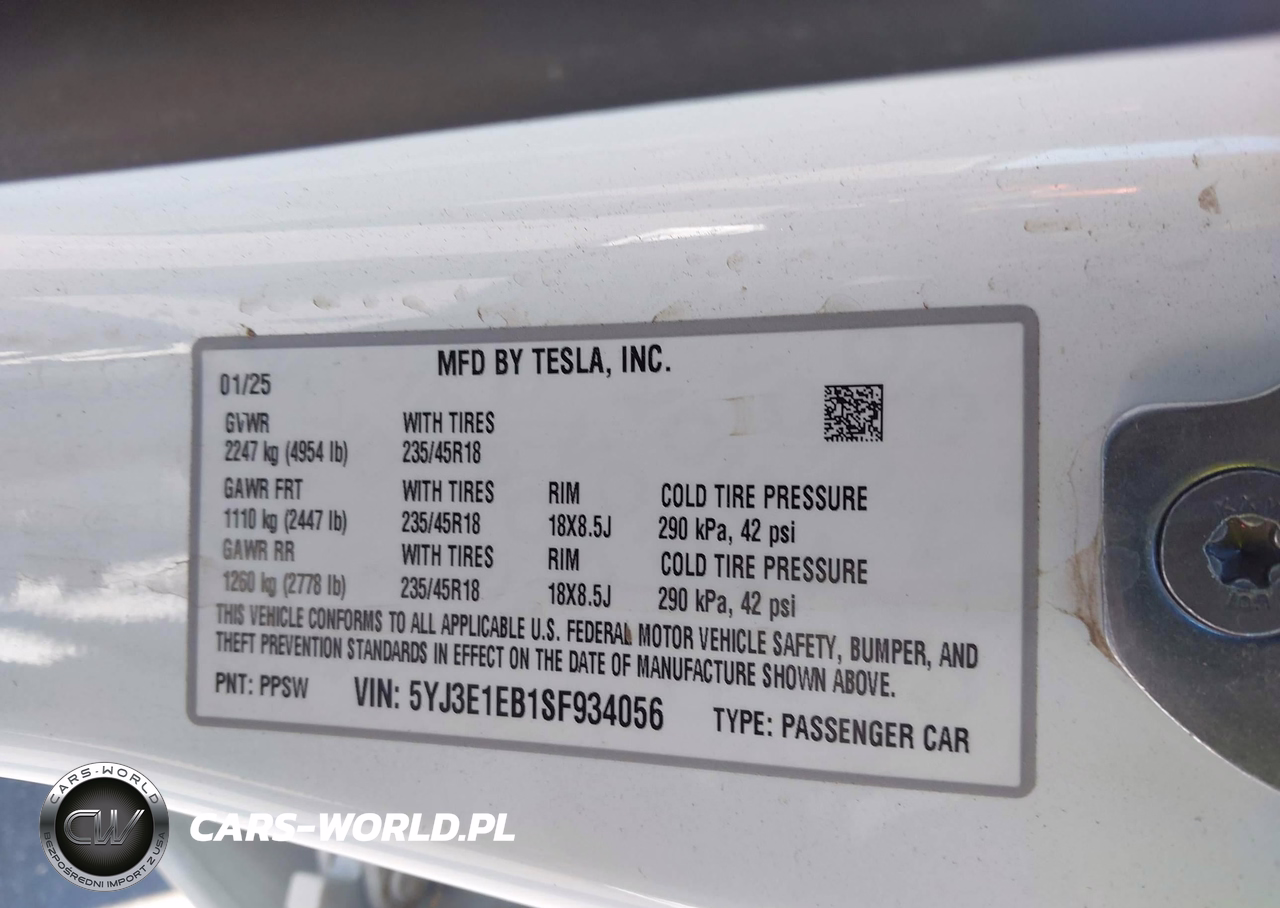 MFD BY TESLA, INC.
01/25
GVWR WITH TIRES
2247 kg (4954 lb) 235/45R18
GAWR FRT WITH TIRES RIM COLD TIRE PRESSURE
1110 kg (2447 lb) 235/45R18 18X8.5J 290 kPa, 42 psi
GAWR RR WITH TIRES RIM COLD TIRE PRESSURE
1260 kg (2778 lb) 235/45R18 18X8.5J 290 kPa, 42 psi
THIS VEHICLE CONFORMS TO ALL APPLICABLE U.S. FEDERAL MOTOR VEHICLE SAFETY, BUMPER, AND
THEFT PREVENTION STANDARDS IN EFFECT ON THE DATE OF MANUFACTURE SHOWN ABOVE.
PNT: PPSW VIN: 5YJ3E1EB1SF934056 TYPE: PASSENGER CAR
CARS-WORLD
CW
BEZPOŚREDNI IMPORT Z USA
CARS-WORLD.PL